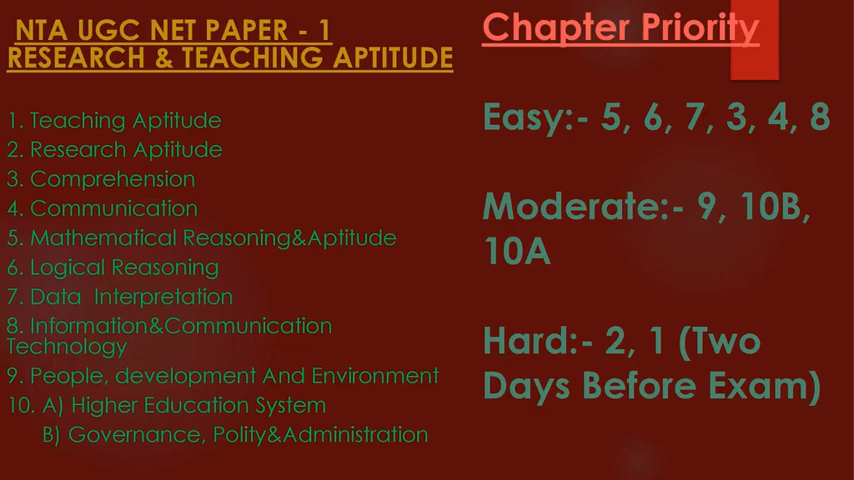 NTA UGC NET PAPER - 1
RESEARCH & TEACHING APTITUDE
1. Teaching Aptitude
2. Research Aptitude
3. Comprehension
4. Communication
5. Mathematical Reasoning&Aptitude
6. Logical Reasoning
7. Data Interpretation
8. Information&Communication
Technology
9. People, development And Environment
10. A) Higher Education System
B) Governance, Polity&Administration
Chapter Priority
Easy:- 5, 6, 7, 3, 4, 8
Moderate:- 9, 10B,
10A
Hard:- 2, 1 (Two
Days Before Exam)